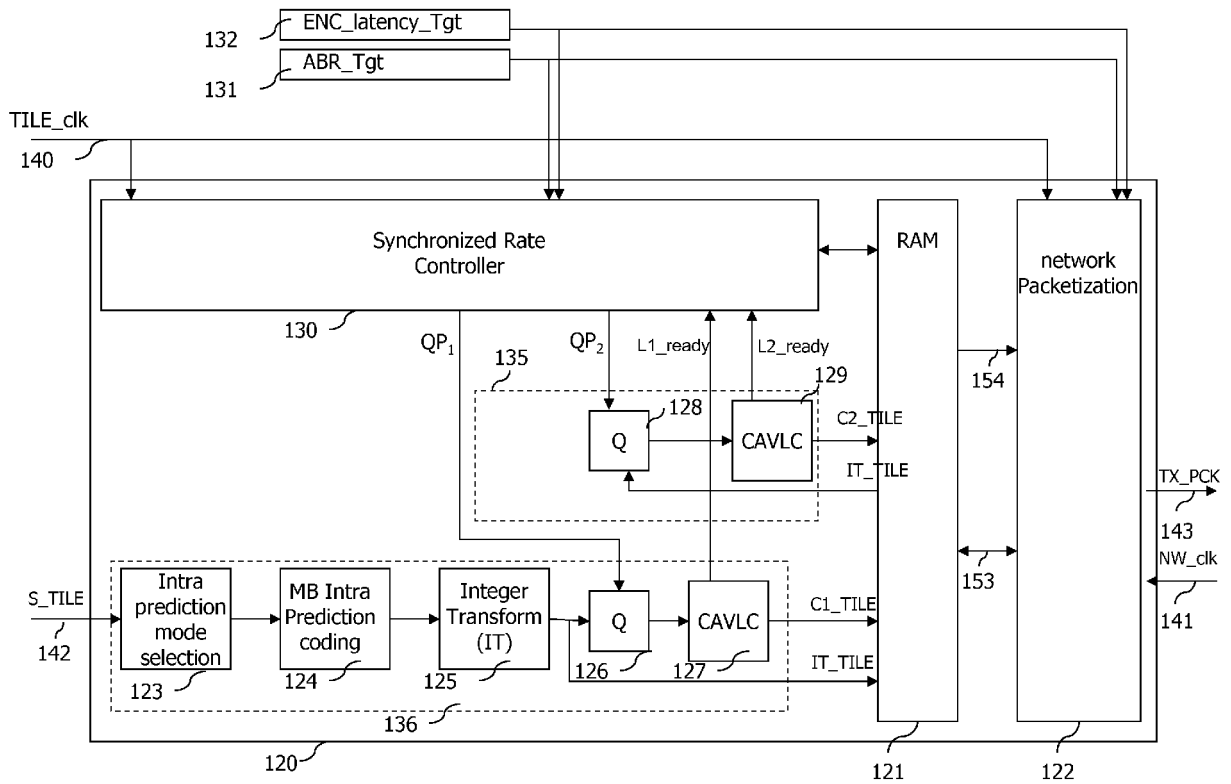 ENC_latency_Tgt
132
ABR_Tgt
131
TILE_clk
140
Synchronized Rate
Controller
RAM
network
Packetization
130
QP1
QP2
L1_ready
L2_ready
135
129
154
128
Q
CAVLC
C2_TILE
IT_TILE
TX_PCK
143
153
NW_clk
141
S_TILE
142
Intra
prediction
mode
selection
MB Intra
Prediction
coding
Integer
Transform
(IT)
Q
CAVLC
C1_TILE
IT_TILE
123
124
125
126
127
136
120
121
122